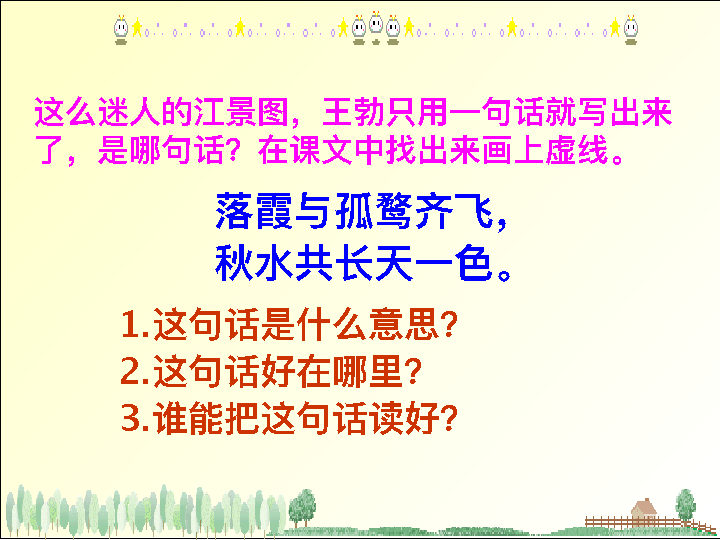 这么迷人的江景图，王勃只用一句话就写出来
了，是哪句话？在课文中找出来画上虚线。
落霞与孤鹜齐飞，
秋水共长天一色。
1.这句话是什么意思？
2.这句话好在哪里？
3.谁能把这句话读好？